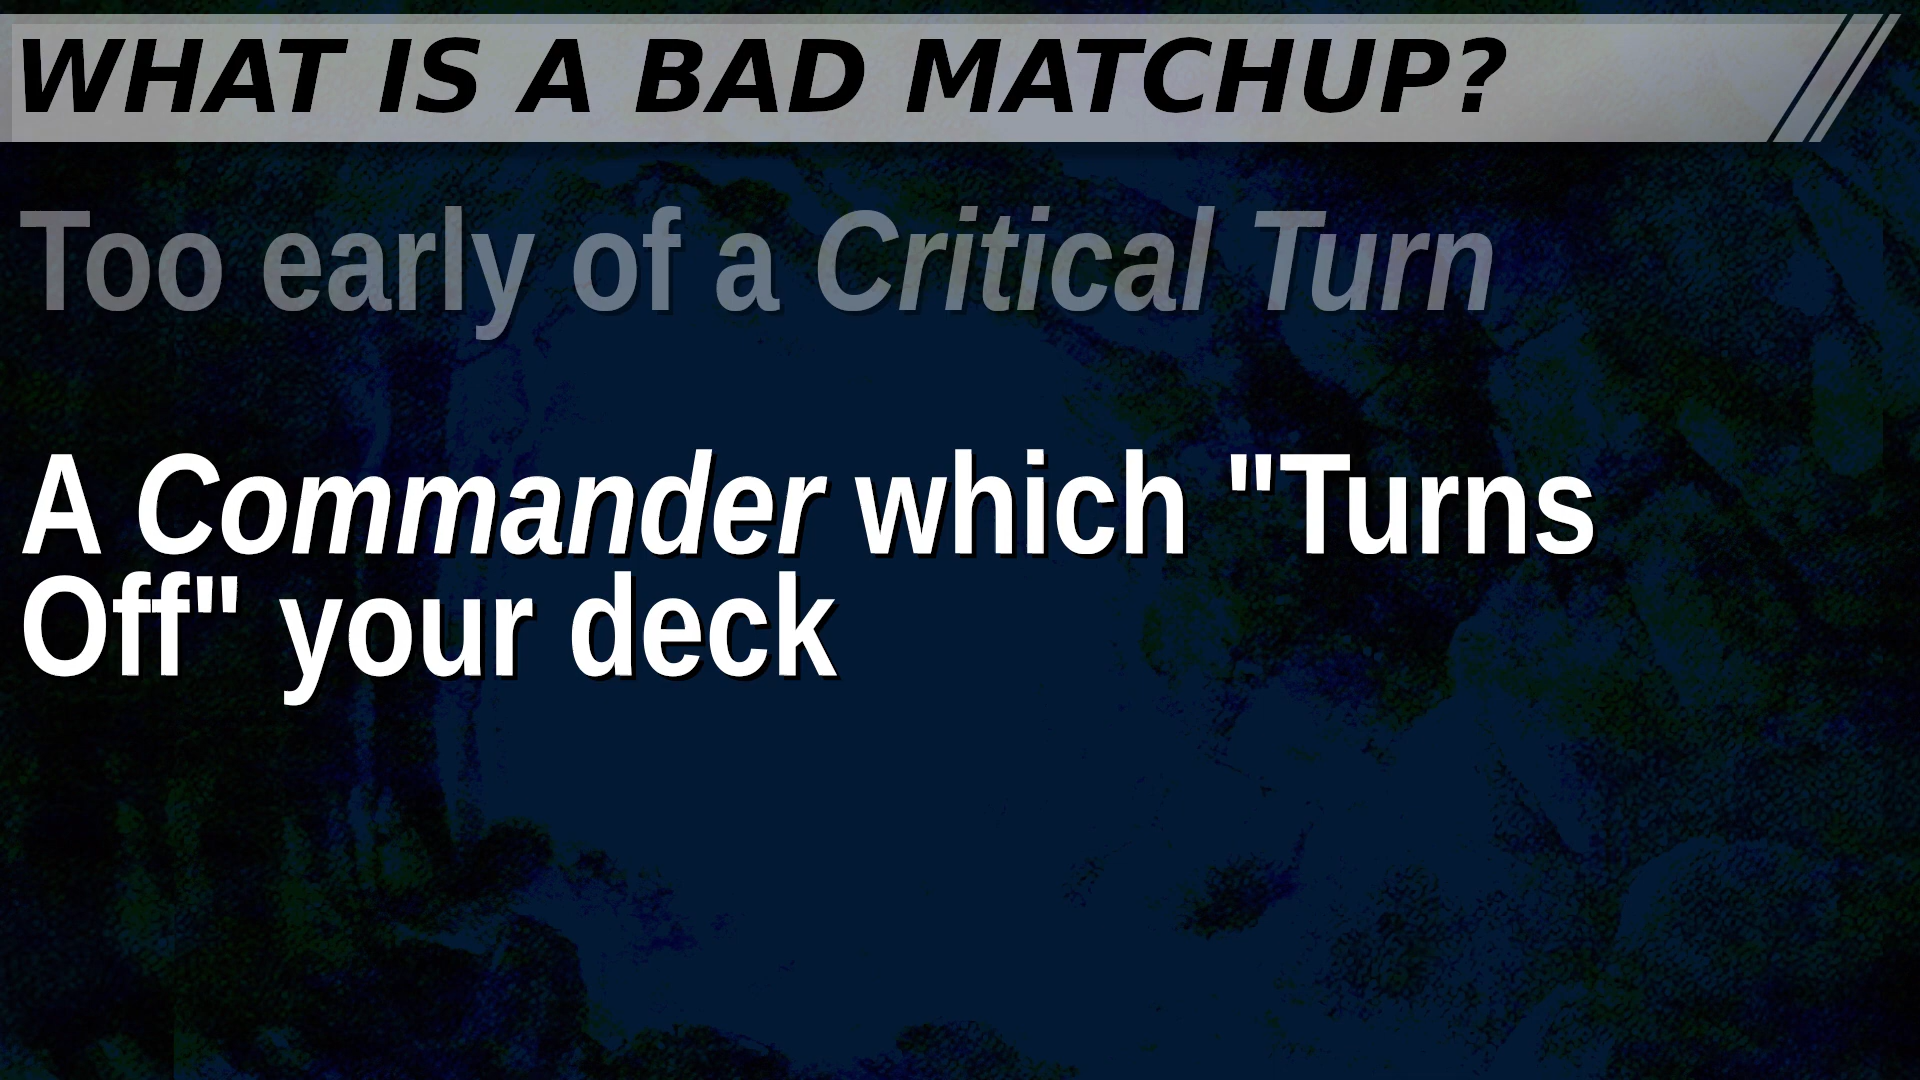 WHAT IS A BAD MATCHUP?
Too early of a Critical Turn
A Commander which "Turns
Off" your deck